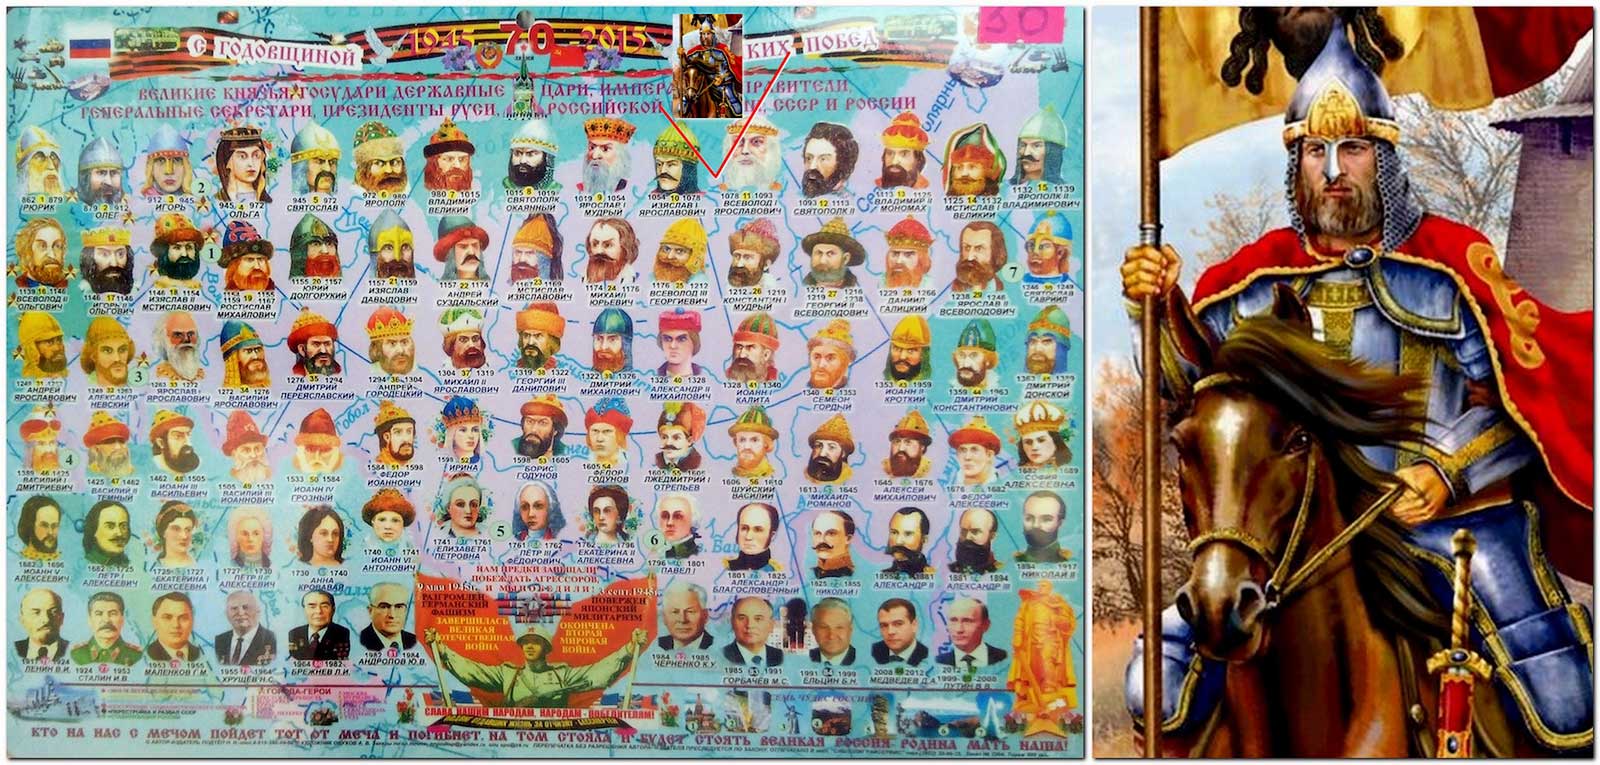 С ГОДОВЩИНОЙ 1945 70 2015 КИХ ПОБЕД
30
ВЕЛИКИЕ КНЯЗЬЯ, ГОСУДАРИ ДЕРЖАВНЫЕ ЦАРИ, ИМПЕРА ПРАВИТЕЛИ,
ГЕНЕРАЛЬНЫЕ СЕКРЕТАРИ, ПРЕЗИДЕНТЫ РУСИ, РОССИЙСКОЙ СССР И РОССИИ
862 1 879 РЮРИК
879 2 912 ОЛЕГ
912 3 945 ИГОРЬ
2
945 4 972 ОЛЬГА
945 5 972 СВЯТОСЛАВ
972 6 980 ЯРОПОЛК
980 7 1015 ВЛАДИМИР ВЕЛИКИЙ
1015 8 1019 СВЯТОПОЛК ОКАЯННЫЙ
1019 9 1054 ЯРОСЛАВ I МУДРЫЙ
1054 10 1078 ИЗЯСЛАВ I ЯРОСЛАВОВИЧ
1078 11 1093 ВСЕВОЛОД ЯРОСЛАВОВИЧ
1093 12 1113 СВЯТОПОЛК II
1113 13 1125 ВЛАДИМИР II МОНОМАХ
1125 14 1132 МСТИСЛАВ I ВЕЛИКИЙ
1132 15 1139 ЯРОПОЛК II ВЛАДИМИРОВИЧ
1139 16 1146 ВСЕВОЛОД II ОЛЬГОВИЧ
1146 17 1146 ИГОРЬ II ОЛЬГОВИЧ
1146 18 1154 ИЗЯСЛАВ II МСТИСЛАВОВИЧ
1
1159 19 1167 РОСТИСЛАВ МИХАЙЛОВИЧ
1155 20 1157 ЮРИЙ ДОЛГОРУКИЙ
1157 21 1159 ИЗЯСЛАВ ДАВЫДОВИЧ
1157 22 1174 АНДРЕЙ СУЗДАЛЬСКИЙ
1167 23 1169 МСТИСЛАВ ИЗЯСЛАВОВИЧ
1174 24 1176 МИХАИЛ ЮРЬЕВИЧ
1176 25 1212 ВСЕВОЛОД III ГЕОРГИЕВИЧ
1212 26 1219 КОНСТАНТИН I МУДРЫЙ
1212 1216 1219 27 1238 ГЕОРГИЙ II ВСЕВОЛОДОВИЧ
1229 28 1266 ДАНИИЛ ГАЛИЦКИЙ
1238 29 1246 ЯРОСЛАВ II ВСЕВОЛОДОВИЧ
7
1246 30 1249 СВЯТОСЛАВ ГАВРИИЛ
1249 31 1252 АНДРЕЙ ЯРОСЛАВОВИЧ
1249 32 1263 АЛЕКСАНДР НЕВСКИЙ
3
1263 33 1272 ЯРОСЛАВ ЯРОСЛАВОВИЧ
1272 34 1276 ВАСИЛИЙ ЯРОСЛАВОВИЧ
1276 35 1294 ДМИТРИЙ ПЕРЕЯСЛАВСКИЙ
1294 36 1304 АНДРЕЙ ГОРОДЕЦКИЙ
1304 37 1319 МИХАИЛ II ЯРОСЛАВОВИЧ
1319 38 1322 ГЕОРГИЙ III ДАНИЛОВИЧ
1322 39 1326 ДМИТРИЙ МИХАЙЛОВИЧ
1326 40 1328 АЛЕКСАНДР II МИХАЙЛОВИЧ
1328 41 1340 ИОАНН I КАЛИТА
1340 42 1353 СЕМЕОН ГОРДЫЙ
1353 43 1959 ИОАНН II КРОТКИЙ
1359 44 1963 ДМИТРИЙ КОНСТАНТИНОВИЧ
1363 45 1389 ДМИТРИЙ ДОНСКОЙ
1389 46 1425 ВАСИЛИЙ I ДМИТРИЕВИЧ
4
1425 47 1462 ВАСИЛИЙ II ТЕМНЫЙ
1462 48 1505 ИОАНН III ВАСИЛЬЕВИЧ
1505 49 1533 ВАСИЛИЙ III ИОАННОВИЧ
1533 50 1584 ИОАНН IV ГРОЗНЫЙ
1584 51 1598 ФЕДОР ИОАННОВИЧ
1598 52 ИРИНА
1598 53 1605 БОРИС ГОДУНОВ
1605 54 ФЕДОР ГОДУНОВ
1605 55 1606 ЛЖЕДМИТРИЙ I ОТРЕПЬЕВ
1606 56 1610 ШУЙСКИЙ ВАСИЛИЙ
1613 1645 МИХАИЛ РОМАНОВ
1645 1676 АЛЕКСЕЙ МИХАЙЛОВИЧ
1676 1682 ФЕДОР АЛЕКСЕЕВИЧ
1682 1689 СОФИЯ АЛЕКСЕЕВНА
1682 1696 ИОАНН V АЛЕКСЕЕВИЧ
1682 1725 ПЕТР I АЛЕКСЕЕВИЧ
1725 1727 ЕКАТЕРИНА I АЛЕКСЕЕВНА
1727 1730 ПЕТР II АЛЕКСЕЕВИЧ
1730 1740 АННА КРОВАВАЯ
1740 1741 ИОАНН VI АНТОНОВИЧ
1741 1761 ЕЛИЗАВЕТА ПЕТРОВНА
5
1761 1762 ПЕТР III ФЕДОРОВИЧ
1762 1796 ЕКАТЕРИНА II АЛЕКСЕЕВНА
6
1796 1801 ПАВЕЛ I
1801 1825 АЛЕКСАНДР I БЛАГОСЛОВЕННЫЙ
1825 1855 НИКОЛАЙ I
1855 1881 АЛЕКСАНДР II
1881 1894 АЛЕКСАНДР III
1894 1917 НИКОЛАЙ II
НАМ ПРЕДКИ ЗАВЕЩАЛИ
ПОБЕЖДАТЬ АГРЕССОРОВ,
И МЫ ПОБЕДИЛИ!
9 мая 1945г. 3 сент. 1945г.
РАЗГРОМЛЕН ГЕРМАНСКИЙ ФАШИЗМ
ПОВЕРЖЕН ЯПОНСКИЙ МИЛИТАРИЗМ
ЗАВЕРШИЛАСЬ ВЕЛИКАЯ ОТЕЧЕСТВЕННАЯ ВОЙНА
ОКОНЧЕНА ВТОРАЯ МИРОВАЯ ВОЙНА
1917 1924 ЛЕНИН В.И.
1924 1953 СТАЛИН И.В.
1953 1955 МАЛЕНКОВ Г.М.
1955 1964 ХРУЩЕВ Н.С.
1964 1982 БРЕЖНЕВ Л.И.
1982 1984 АНДРОПОВ Ю.В.
1984 1985 ЧЕРНЕНКО К.У.
1985 1991 ГОРБАЧЕВ М.С.
1991 1999 ЕЛЬЦИН Б.Н.
2008 2012 МЕДВЕДЕВ Д.А.
2012 1999 2008 ПУТИН В.В.
ГОРОДА-ГЕРОИ
СЕМЬ ЧУДЕС РОССИИ
СЛАВА НАШИМ НАРОДАМ, НАРОДАМ - ПОБЕДИТЕЛЯМ!
КТО НА НАС С МЕЧОМ ПОЙДЕТ ТОТ ОТ МЕЧА И ПОГИБНЕТ. НА ТОМ СТОЯЛА И БУДЕТ СТОЯТЬ ВЕЛИКАЯ РОССИЯ-РОДИНА МАТЬ НАША!